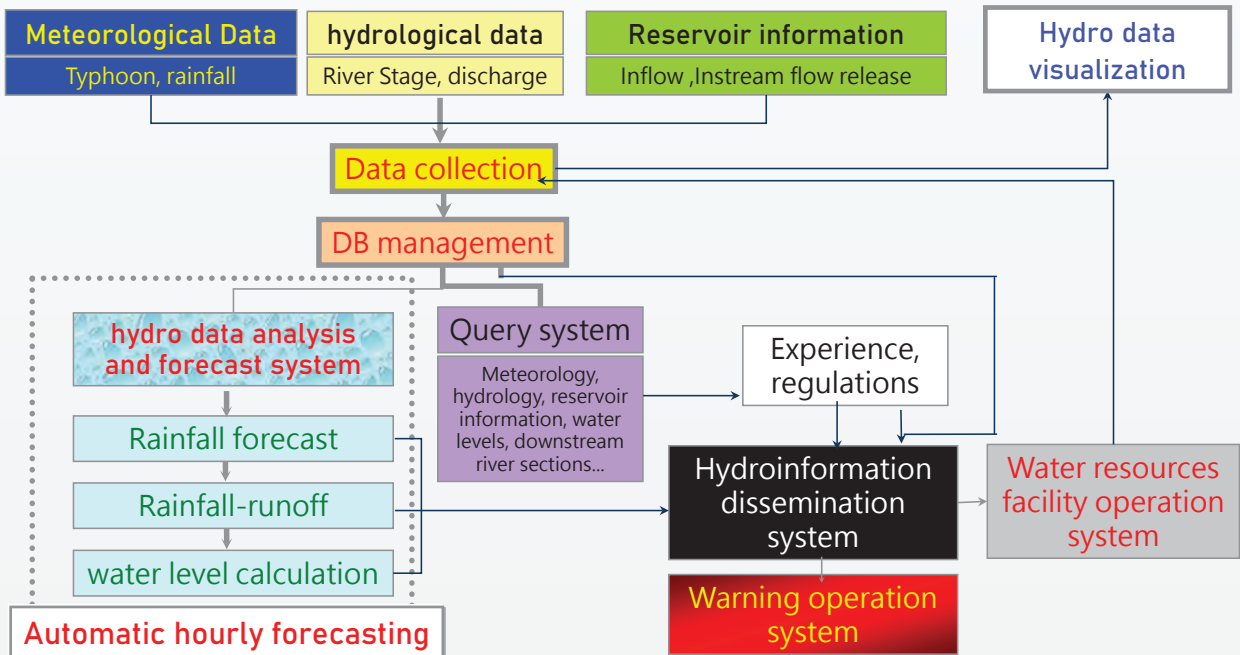 Meteorological Data
Typhoon, rainfall
hydrological data
River Stage, discharge
Reservoir information
Inflow ,Instream flow release
Hydro data
visualization
Data collection
DB management
hydro data analysis
and forecast system
Rainfall forecast
Rainfall-runoff
water level calculation
Automatic hourly forecasting
Query system
Meteorology,
hydrology, reservoir
information, water
levels, downstream
river sections...
Experience,
regulations
Hydroinformation
dissemination
system
Warning operation
system
Water resources
facility operation
system